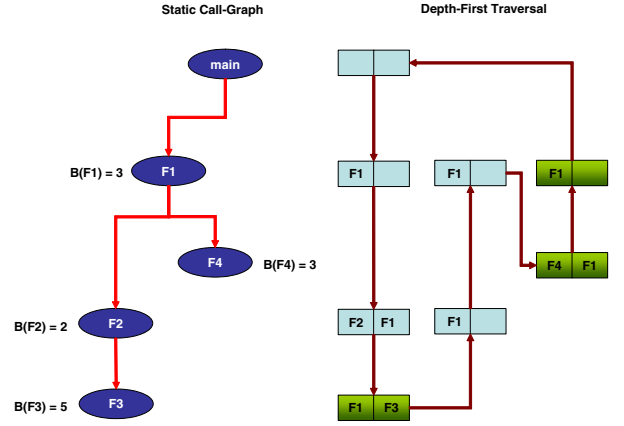 Static Call-Graph
Depth-First Traversal
main
B(F1) = 3
F1
F4
B(F4) = 3
B(F2) = 2
F2
B(F3) = 5
F3
F1
F2 F1
F1 F3
F1
F1
F4 F1
F1